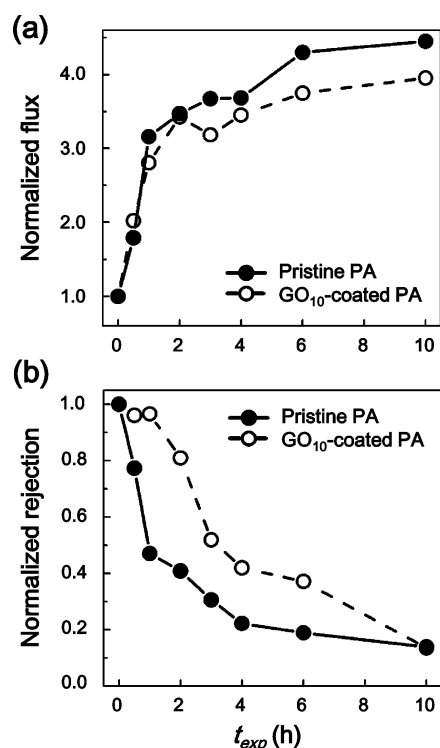 (a)
Normalized flux
4.0
3.0
2.0
1.0
Pristine PA
GO₁₀-coated PA
0 2 4 6 8 10
(b)
Normalized rejection
1.0
0.8
0.6
0.4
0.2
0.0
Pristine PA
GO₁₀-coated PA
0 2 4 6 8 10
t_exp (h)